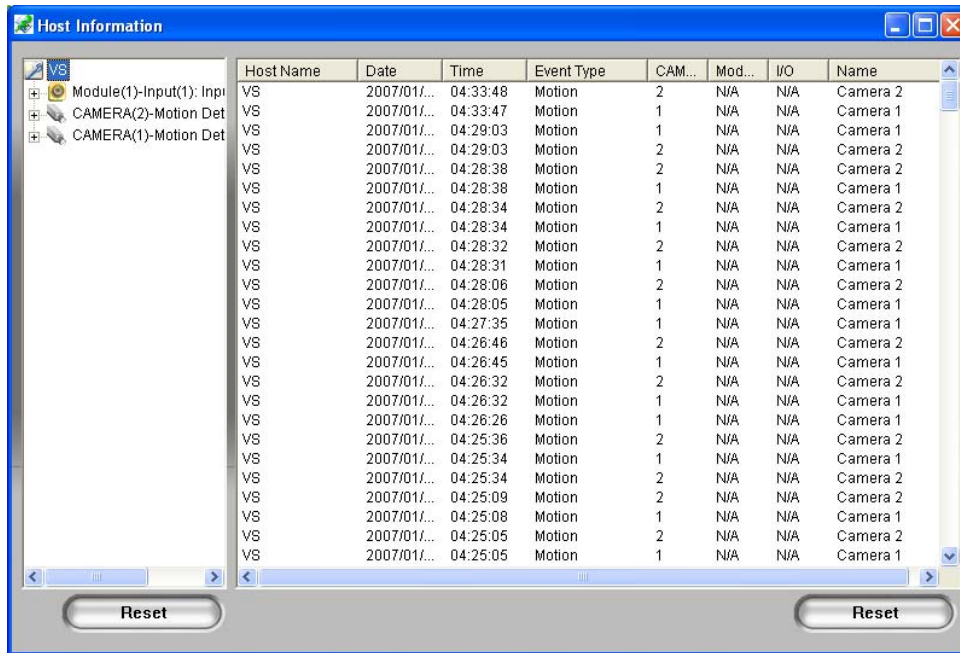 Host Information
VS
Module(1)-Input(1): Inpu
CAMERA(2)-Motion Det
CAMERA(1)-Motion Det
Host Name Date Time Event Type CAM... Mod... I/O Name
VS 2007/01/... 04:33:48 Motion 2 N/A N/A Camera 2
VS 2007/01/... 04:33:47 Motion 1 N/A N/A Camera 1
VS 2007/01/... 04:29:03 Motion 1 N/A N/A Camera 1
VS 2007/01/... 04:29:03 Motion 2 N/A N/A Camera 2
VS 2007/01/... 04:28:38 Motion 2 N/A N/A Camera 2
VS 2007/01/... 04:28:38 Motion 1 N/A N/A Camera 1
VS 2007/01/... 04:28:34 Motion 2 N/A N/A Camera 2
VS 2007/01/... 04:28:34 Motion 1 N/A N/A Camera 1
VS 2007/01/... 04:28:32 Motion 2 N/A N/A Camera 2
VS 2007/01/... 04:28:31 Motion 1 N/A N/A Camera 1
VS 2007/01/... 04:28:06 Motion 2 N/A N/A Camera 2
VS 2007/01/... 04:28:05 Motion 1 N/A N/A Camera 1
VS 2007/01/... 04:27:35 Motion 1 N/A N/A Camera 1
VS 2007/01/... 04:26:46 Motion 2 N/A N/A Camera 2
VS 2007/01/... 04:26:45 Motion 1 N/A N/A Camera 1
VS 2007/01/... 04:26:32 Motion 2 N/A N/A Camera 2
VS 2007/01/... 04:26:32 Motion 1 N/A N/A Camera 1
VS 2007/01/... 04:26:26 Motion 1 N/A N/A Camera 1
VS 2007/01/... 04:25:36 Motion 2 N/A N/A Camera 2
VS 2007/01/... 04:25:34 Motion 1 N/A N/A Camera 1
VS 2007/01/... 04:25:34 Motion 2 N/A N/A Camera 2
VS 2007/01/... 04:25:09 Motion 2 N/A N/A Camera 2
VS 2007/01/... 04:25:08 Motion 1 N/A N/A Camera 1
VS 2007/01/... 04:25:05 Motion 2 N/A N/A Camera 2
VS 2007/01/... 04:25:05 Motion 1 N/A N/A Camera 1
Reset
Reset